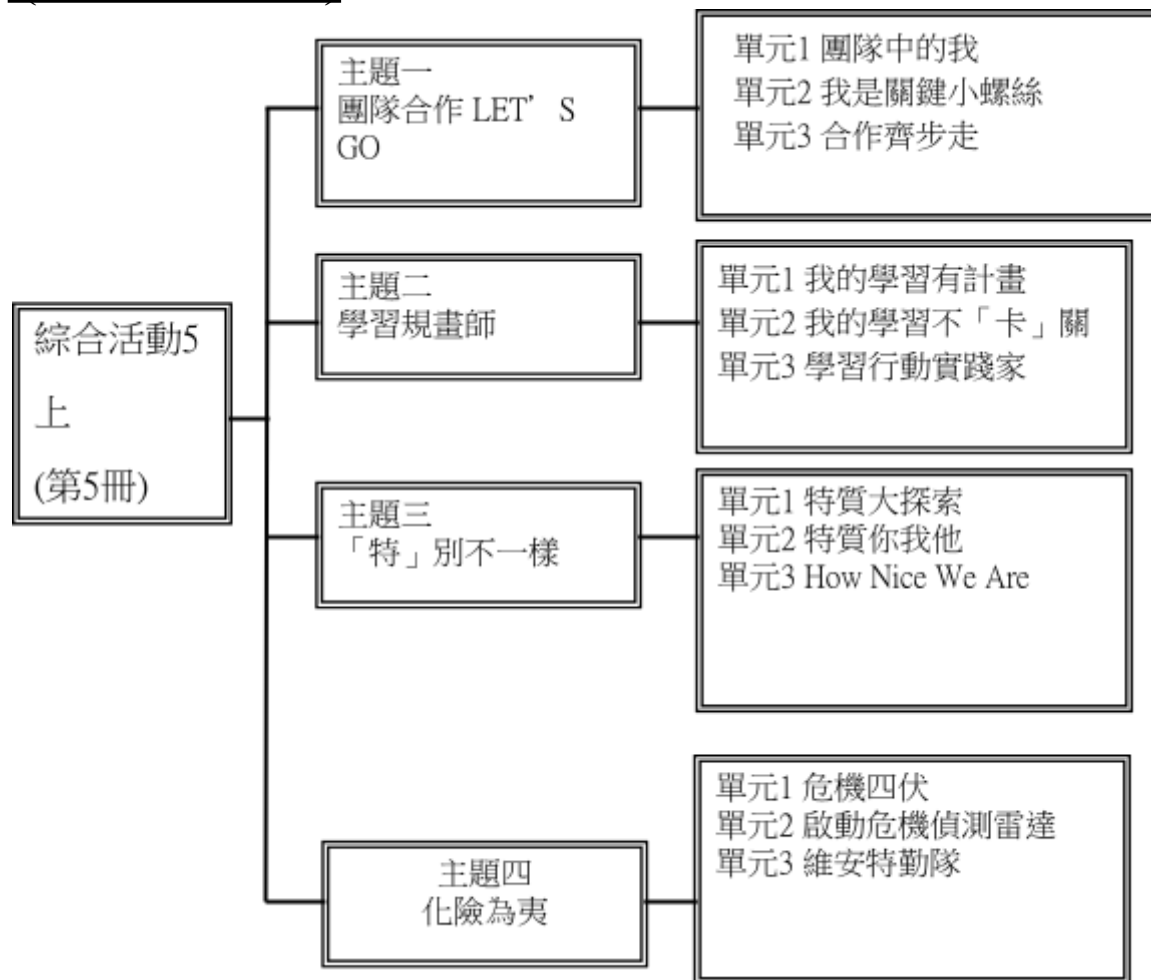 主題一
團隊合作 LET'S
GO
單元1 團隊中的我
單元2 我是關鍵小螺絲
單元3 合作齊步走
主題二
學習規畫師
單元1 我的學習有計畫
單元2 我的學習不「卡」關
單元3 學習行動實踐家
綜合活動5
上
(第5冊)
主題三
「特」別不一樣
單元1 特質大探索
單元2 特質你我他
單元3 How Nice We Are
主題四
化險為夷
單元1 危機四伏
單元2 啟動危機偵測雷達
單元3 維安特勤隊